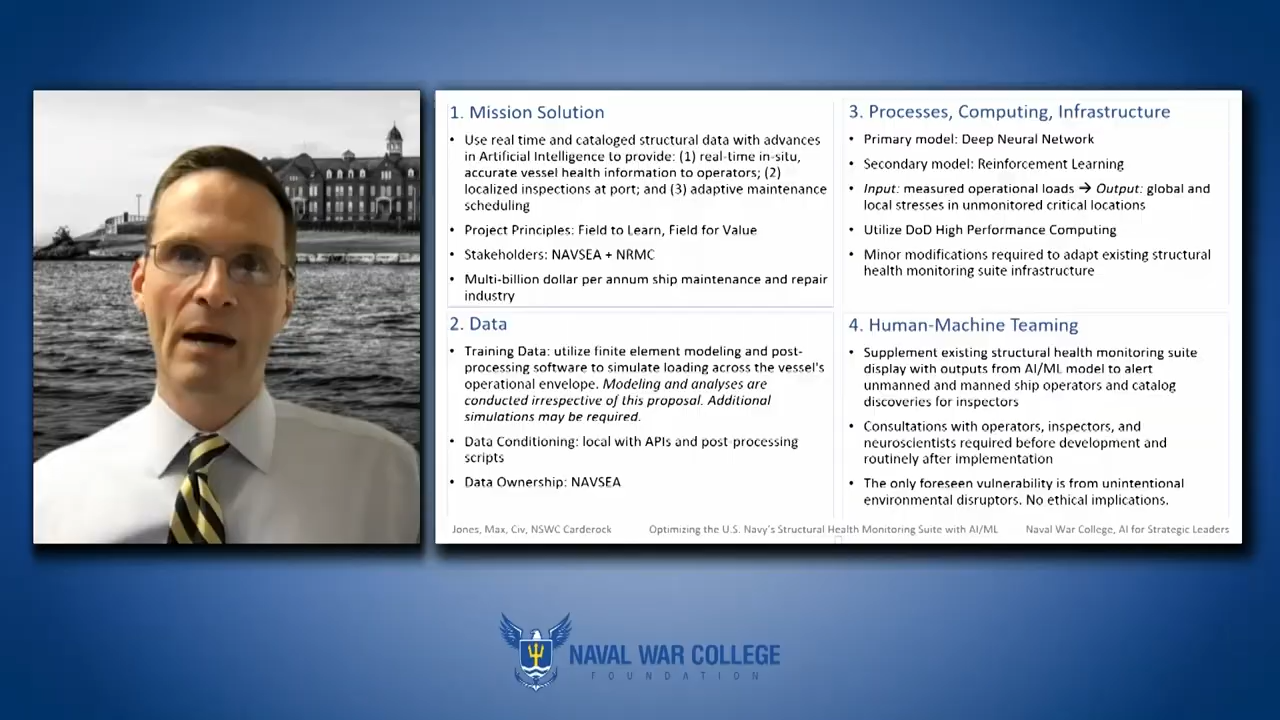 1. Mission Solution
• Use real time and cataloged structural data with advances
in Artificial Intelligence to provide: (1) real-time in-situ,
accurate vessel health information to operators; (2)
localized inspections at port; and (3) adaptive maintenance
scheduling
• Project Principles: Field to Learn, Field for Value
• Stakeholders: NAVSEA + NRMC
• Multi-billion dollar per annum ship maintenance and repair
industry
2. Data
• Training Data: utilize finite element modeling and post-
processing software to simulate loading across the vessel's
operational envelope. Modeling and analyses are
conducted irrespective of this proposal. Additional
simulations may be required.
• Data Conditioning: local with APIs and post-processing
scripts
• Data Ownership: NAVSEA
3. Processes, Computing, Infrastructure
• Primary model: Deep Neural Network
• Secondary model: Reinforcement Learning
• Input: measured operational loads → Output: global and
local stresses in unmonitored critical locations
• Utilize DoD High Performance Computing
• Minor modifications required to adapt existing structural
health monitoring suite infrastructure
4. Human-Machine Teaming
• Supplement existing structural health monitoring suite
display with outputs from AI/ML model to alert
unmanned and manned ship operators and catalog
discoveries for inspectors
• Consultations with operators, inspectors, and
neuroscientists required before development and
routinely after implementation
• The only foreseen vulnerability is from unintentional
environmental disruptors. No ethical implications.
Jones, Max, Civ, NSWC Carderock
Optimizing the U.S. Navy's Structural Health Monitoring Suite with AI/ML
Naval War College, AI for Strategic Leaders
NAVAL WAR COLLEGE
FOUNDATION